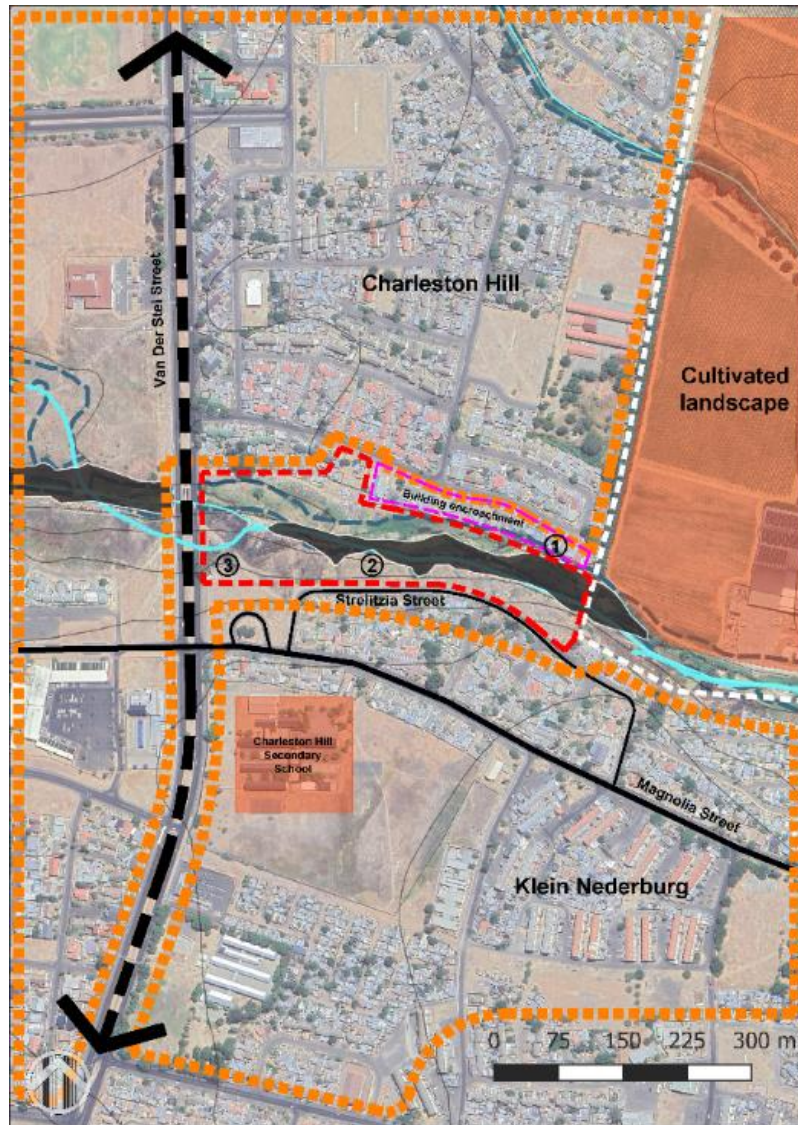 Van Der Stel Street
Charleston Hill
Cultivated
landscape
Building encroachment
1
2
3
Strelitzia Street
Charleston Hill
Secondary
School
Magnolia Street
Klein Nederburg
0 75 150 225 300 m